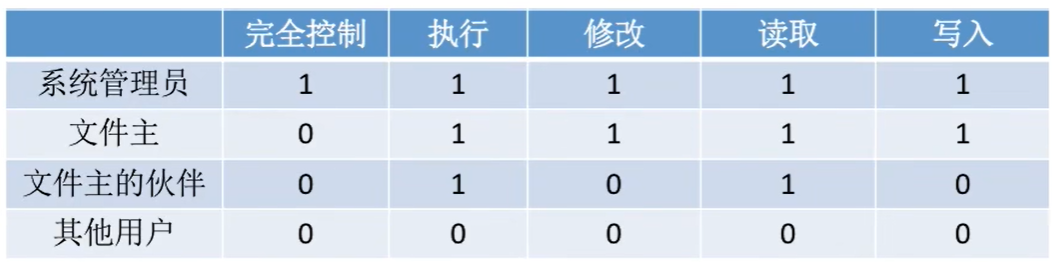 完全控制 执行 修改 读取 写入
系统管理员 1 1 1 1 1
文件主 0 1 1 1 1
文件主的伙伴 0 1 0 1 0
其他用户 0 0 0 0 0